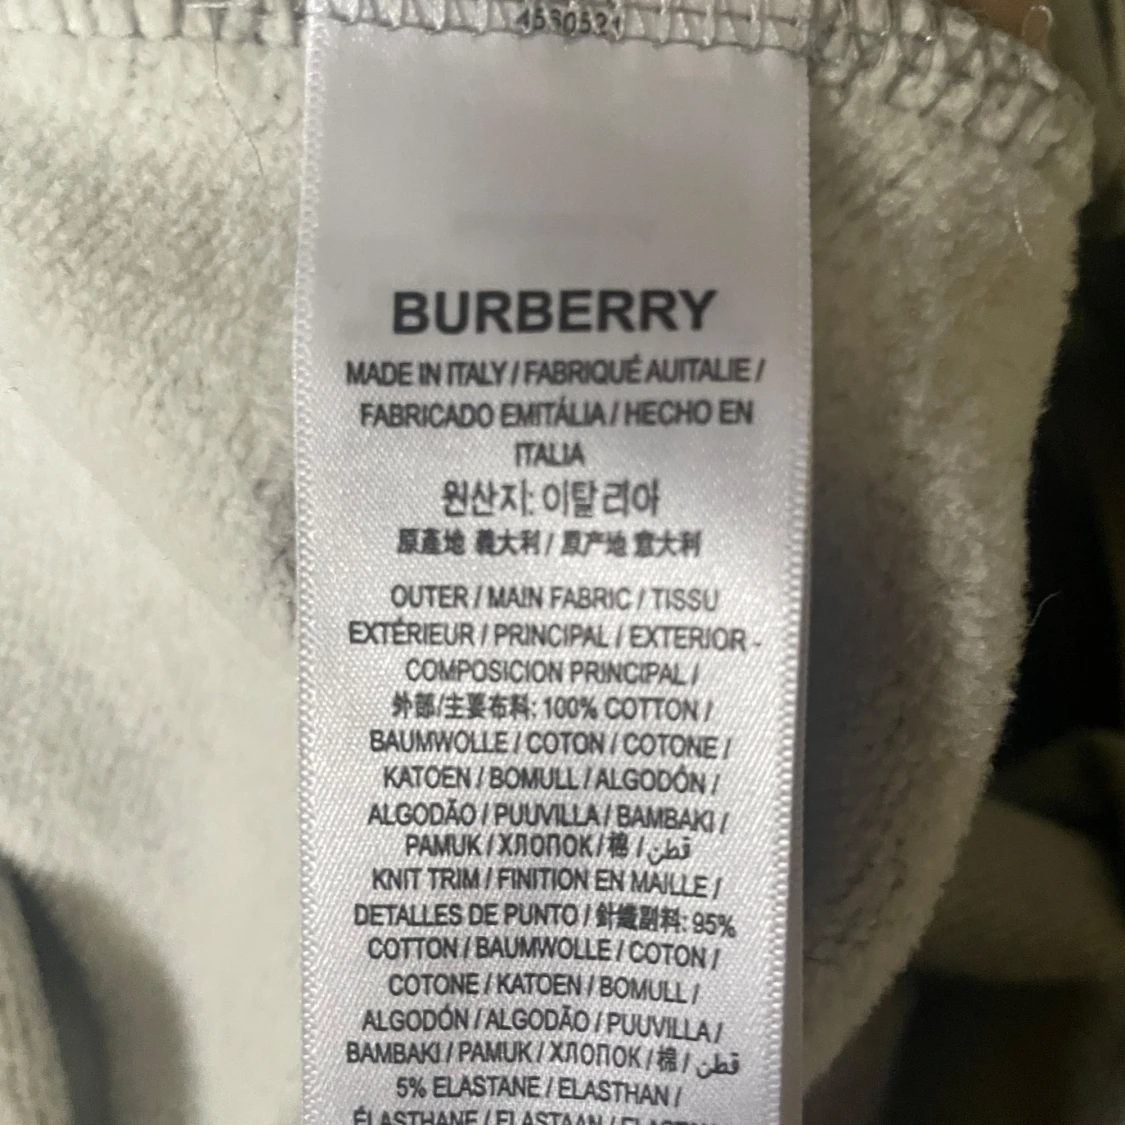 4560521
BURBERRY
MADE IN ITALY / FABRIQUÉ AUITALIE /
FABRICADO EMITÁLIA / HECHO EN
ITALIA
원산지: 이탈리아
原產地 義大利 / 原产地 意大利
OUTER / MAIN FABRIC / TISSU
EXTÉRIEUR / PRINCIPAL / EXTERIOR -
COMPOSICION PRINCIPAL /
外部/主要布料: 100% COTTON /
BAUMWOLLE / COTON / COTONE /
KATOEN / BOMULL / ALGODÓN /
ALGODÃO / PUUVILLA / BAMBAKI /
PAMUK / ХЛОПОК / 棉 / قطن
KNIT TRIM / FINITION EN MAILLE /
DETALLES DE PUNTO / 針織副料: 95%
COTTON / BAUMWOLLE / COTON /
COTONE / KATOEN / BOMULL /
ALGODÓN / ALGODÃO / PUUVILLA /
BAMBAKI / PAMUK / ХЛОПОК / 棉 / قطن
5% ELASTANE / ELASTHAN /
ÉLASTHANE / ELASTAAN /